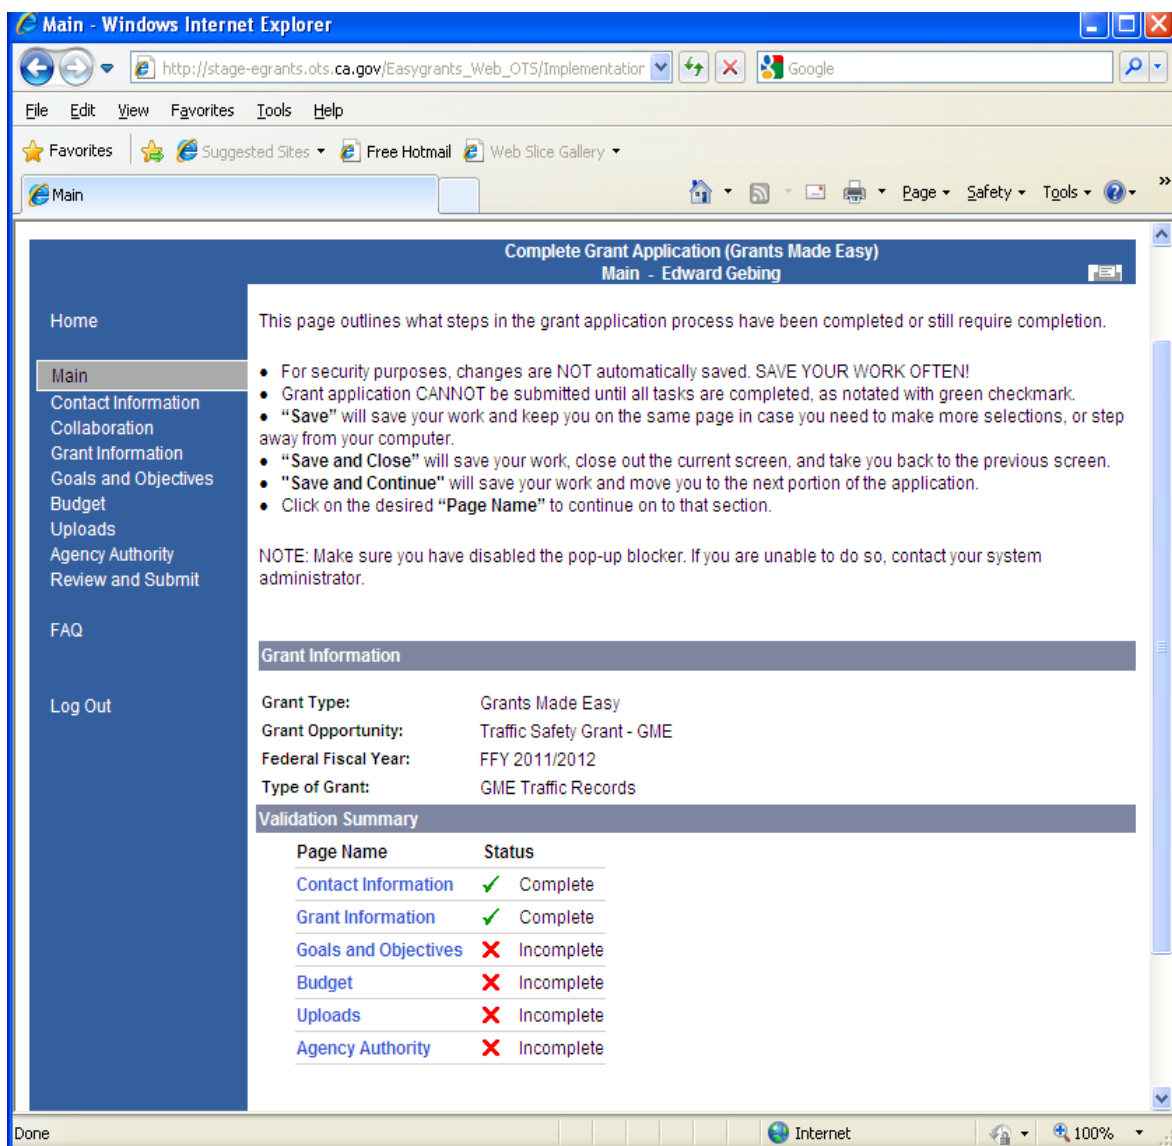 Main - Windows Internet Explorer
http://stage-egrants.ots.ca.gov/Easygrants_Web_OTS/Implementation
Google
File Edit View Favorites Tools Help
Favorites Suggested Sites Free Hotmail Web Slice Gallery
Main Page Safety Tools »
Complete Grant Application (Grants Made Easy)
Main - Edward Gebing
Home
Main
Contact Information
Collaboration
Grant Information
Goals and Objectives
Budget
Uploads
Agency Authority
Review and Submit
FAQ
Log Out
This page outlines what steps in the grant application process have been completed or still require completion.
● For security purposes, changes are NOT automatically saved. SAVE YOUR WORK OFTEN!
● Grant application CANNOT be submitted until all tasks are completed, as notated with green checkmark.
● “Save” will save your work and keep you on the same page in case you need to make more selections, or step
away from your computer.
● “Save and Close” will save your work, close out the current screen, and take you back to the previous screen.
● "Save and Continue" will save your work and move you to the next portion of the application.
● Click on the desired “Page Name” to continue on to that section.
NOTE: Make sure you have disabled the pop-up blocker. If you are unable to do so, contact your system
administrator.
Grant Information
Grant Type: Grants Made Easy
Grant Opportunity: Traffic Safety Grant - GME
Federal Fiscal Year: FFY 2011/2012
Type of Grant: GME Traffic Records
Validation Summary
Page Name Status
Contact Information Complete
Grant Information Complete
Goals and Objectives Incomplete
Budget Incomplete
Uploads Incomplete
Agency Authority Incomplete
Done Internet 100%